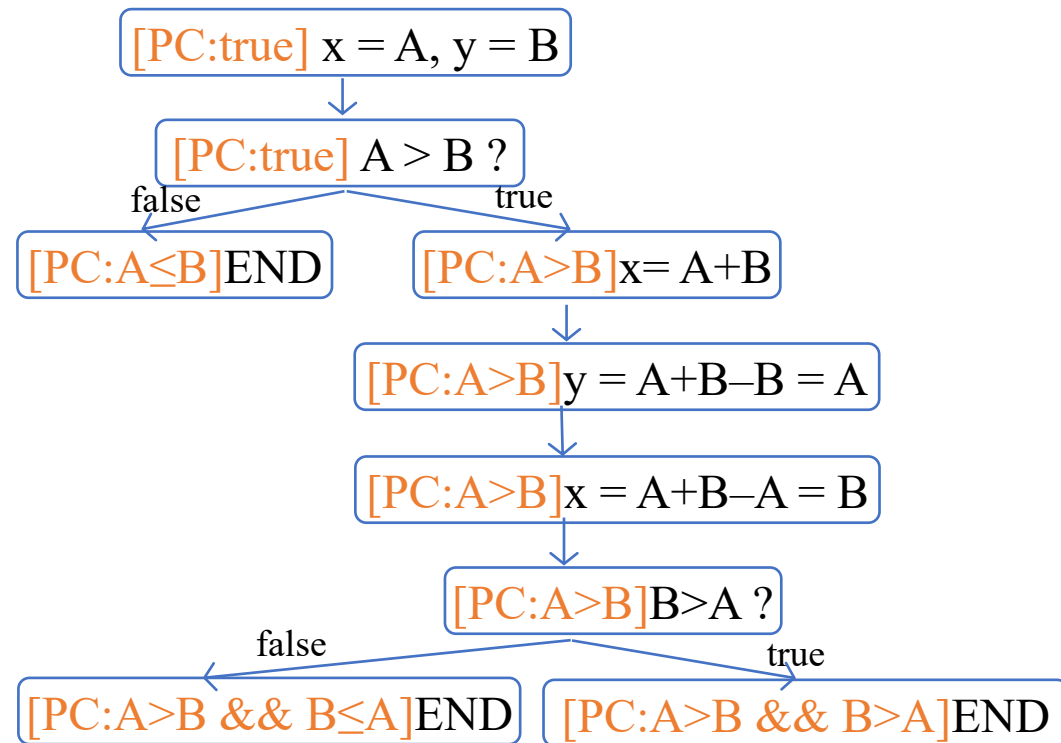 [PC:true] x = A, y = B
[PC:true] A > B ?
false
true
[PC:A≤B]END
[PC:A>B]x= A+B
[PC:A>B]y = A+B–B = A
[PC:A>B]x = A+B–A = B
[PC:A>B]B>A ?
false
true
[PC:A>B && B≤A]END
[PC:A>B && B>A]END